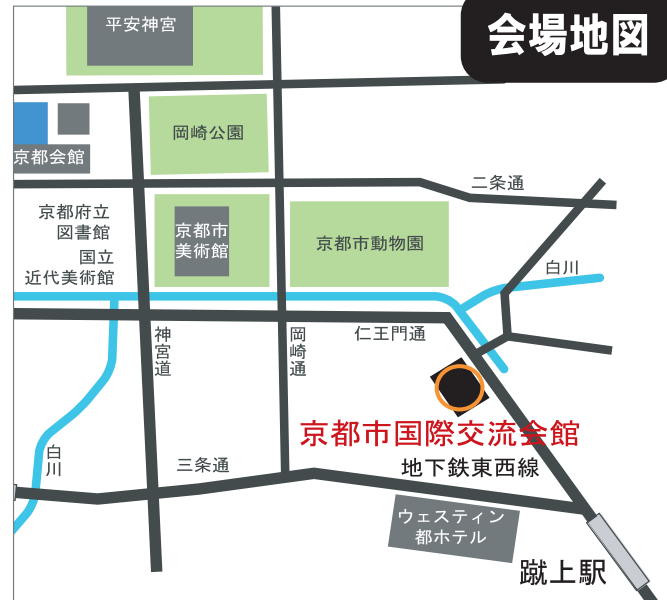 会場地図
平安神宮
岡崎公園
京都会館
二条通
京都府立
図書館
国立
近代美術館
京都市
美術館
京都市動物園
白川
神宮道
岡崎通
仁王門通
京都市国際交流会館
白川
三条通
地下鉄東西線
ウェスティン
都ホテル
蹴上駅